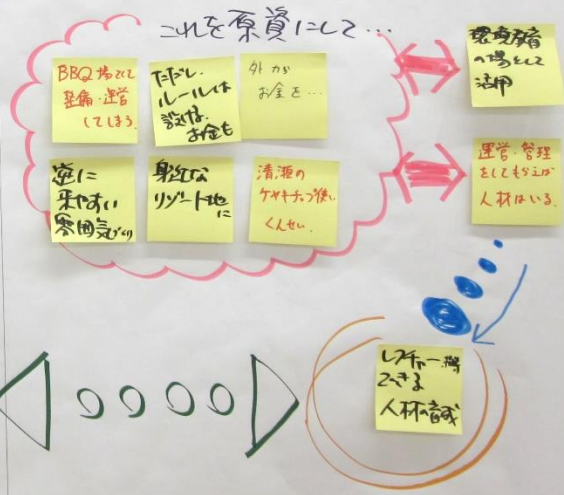 これを原資にして…
BBQ場として
整備・運営
してしまう。
ただし、
ルールは
設ける。
お金も
外から
お金を…
環境教育
の場として
活用
逆に
来やすい
雰囲気づくり
身近な
リゾート地に
清瀬の
ケヤキチップ使い
くんせい。
運営・管理
をしてもらえば
人材はいる。
レクチャー
できる
人材の育成